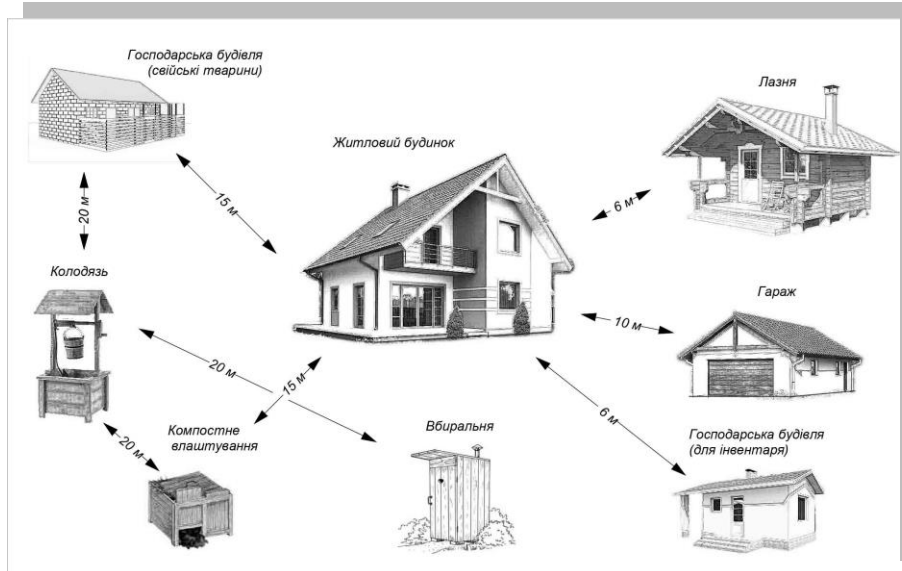 Господарська будівля
(свійські тварини)
Лазня
Житловий будинок
15 м
6 м
20 м
Колодязь
Гараж
10 м
20 м
15 м
6 м
Компостне
влаштування
Вбиральня
Господарська будівля
(для інвентаря)
20 м